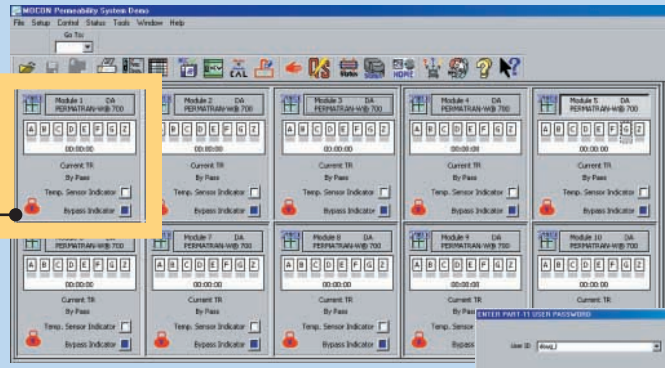 MOCON Permeability System Demo
File Setup Control Status Tools Window Help
Go To:
CAL
Status
HOME
Module 1 DA
PERMATRAN-W® 700
A B C D E F G Z
00:00:00
Current TR
By Pass
Temp. Sensor Indicator
Bypass Indicator
Module 2 DA
PERMATRAN-W® 700
A B C D E F G Z
00:00:00
Current TR
By Pass
Temp. Sensor Indicator
Bypass Indicator
Module 3 DA
PERMATRAN-W® 700
A B C D E F G Z
00:00:00
Current TR
By Pass
Temp. Sensor Indicator
Bypass Indicator
Module 4 DA
PERMATRAN-W® 700
A B C D E F G Z
00:00:00
Current TR
By Pass
Temp. Sensor Indicator
Bypass Indicator
Module 5 DA
PERMATRAN-W® 700
A B C D E F G Z
00:00:00
Current TR
By Pass
Temp. Sensor Indicator
Bypass Indicator
PERMATRAN-W® 700
A B C D E F G Z
00:00:00
Current TR
By Pass
Temp. Sensor Indicator
Bypass Indicator
Module 7 DA
PERMATRAN-W® 700
A B C D E F G Z
00:00:00
Current TR
By Pass
Temp. Sensor Indicator
Bypass Indicator
Module 8 DA
PERMATRAN-W® 700
A B C D E F G Z
00:00:00
Current TR
By Pass
Temp. Sensor Indicator
Bypass Indicator
Module 9 DA
PERMATRAN-W® 700
A B C D E F G Z
00:00:00
Current TR
By Pass
Temp. Sens
Bypass
Module 10 DA
PERMATRAN-W® 700
A B C D E F G Z
00:00:00
Current TR
By Pass
ENTER PART-11 USER PASSWORD
User ID
doug_j